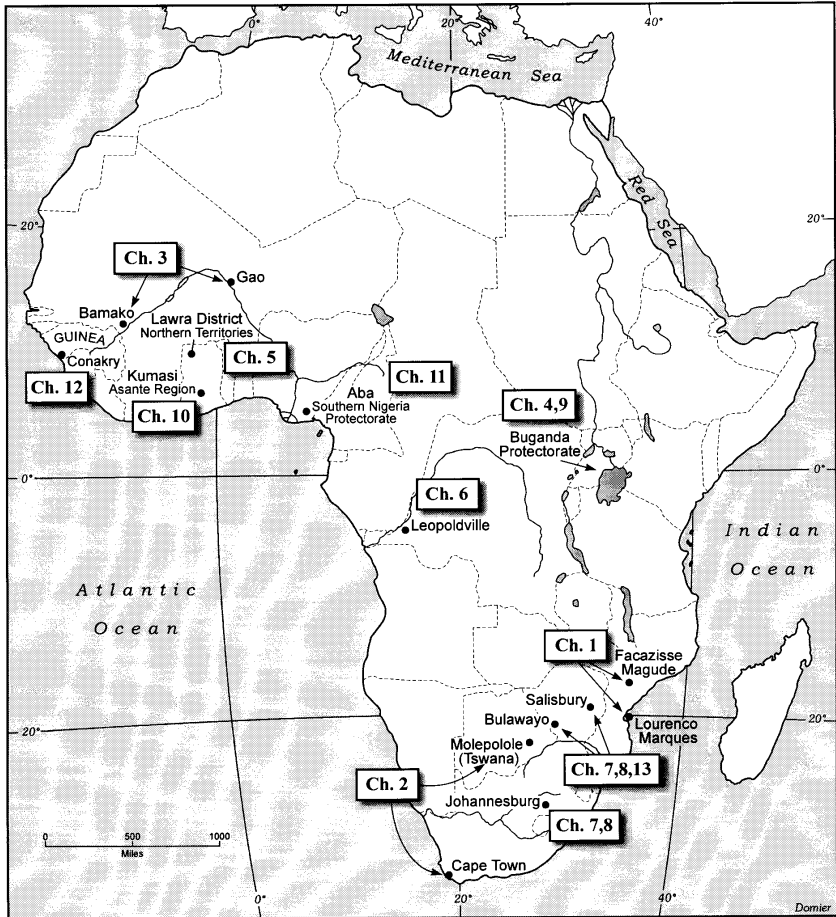 0°
20°
40°
Mediterranean Sea
Red Sea
20°
20°
Ch. 3
Gao
Bamako
Lawra District
Northern Territories
GUINEA
Conakry
Ch. 5
Kumasi
Asante Region
Ch. 12
Ch. 10
Ch. 11
Aba
Southern Nigeria
Protectorate
Ch. 4,9
Buganda
Protectorate
0°
0°
Ch. 6
Leopoldville
Indian
Ocean
Atlantic
Ocean
Ch. 1
Facazisse
Magude
Salisbury
Bulawayo
Lourenco
Marques
20°
20°
Molepolole
(Tswana)
Ch. 7,8,13
Ch. 2
Johannesburg
Ch. 7,8
0
500
1000
Miles
Cape Town
0°
20°
40°
Domier